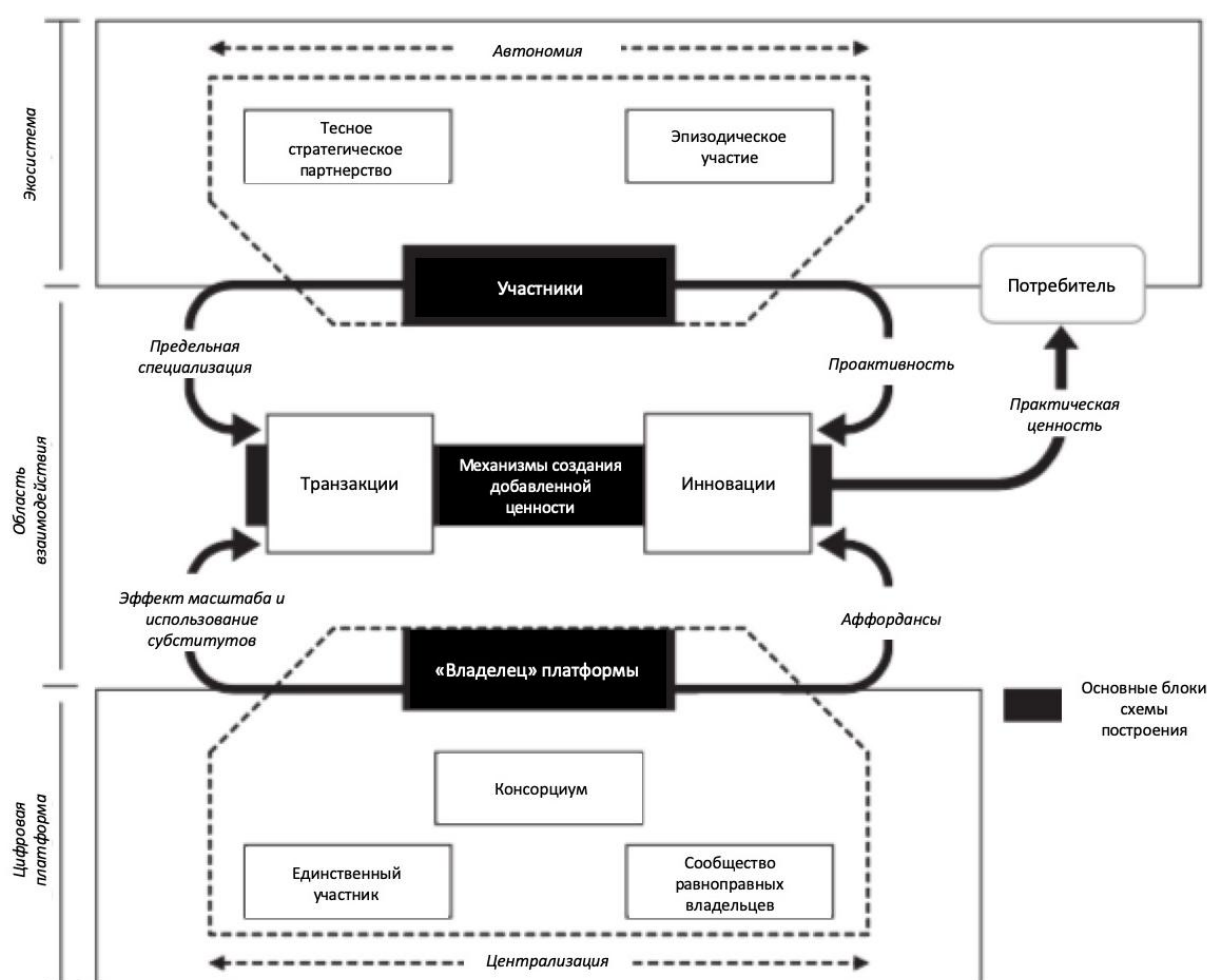 Автономия
Экосистема
Тесное
стратегическое
партнерство
Эпизодическое
участие
Участники
Потребитель
Предельная
специализация
Проактивность
Практическая
ценность
Область
взаимодействия
Транзакции
Механизмы создания
добавленной
ценности
Инновации
Эффект масштаба и
использование
субститутов
Аффордансы
«Владелец» платформы
Основные блоки
схемы
построения
Цифровая
платформа
Консорциум
Единственный
участник
Сообщество
равноправных
владельцев
Централизация